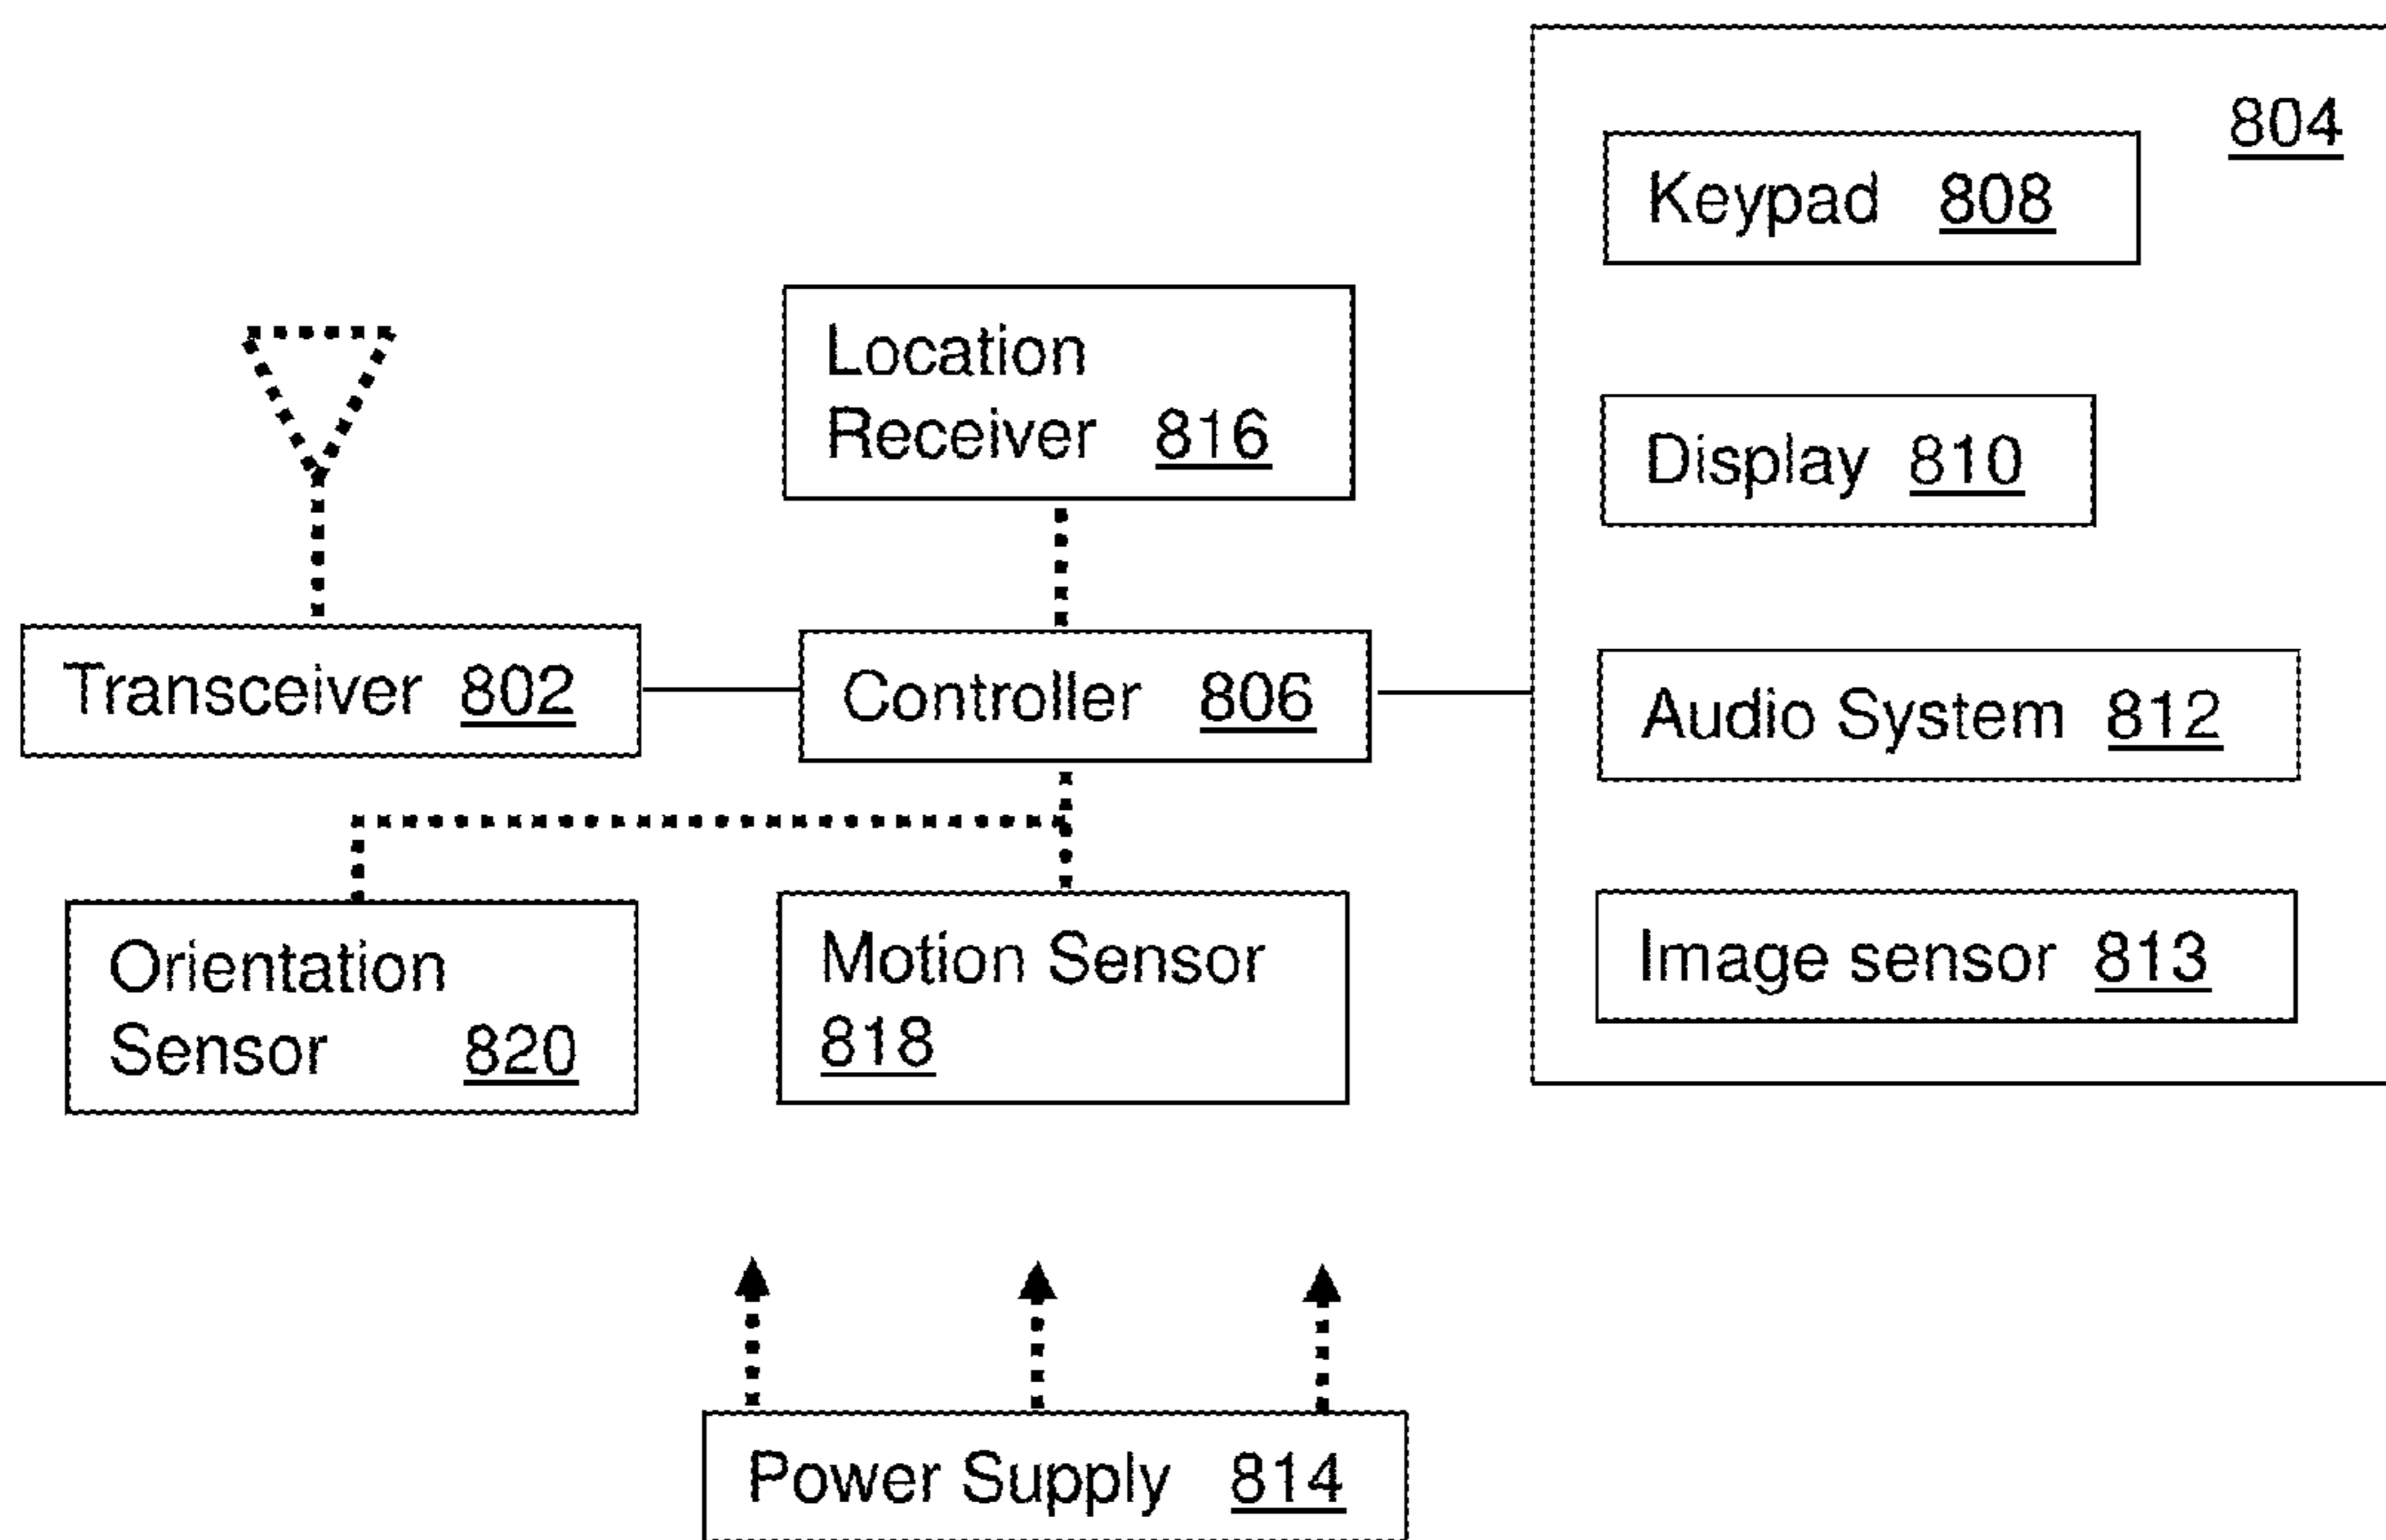 804
Keypad 808
Location
Receiver 816
Display 810
Transceiver 802
Controller 806
Audio System 812
Orientation
Sensor 820
Motion Sensor
818
Image sensor 813
Power Supply 814